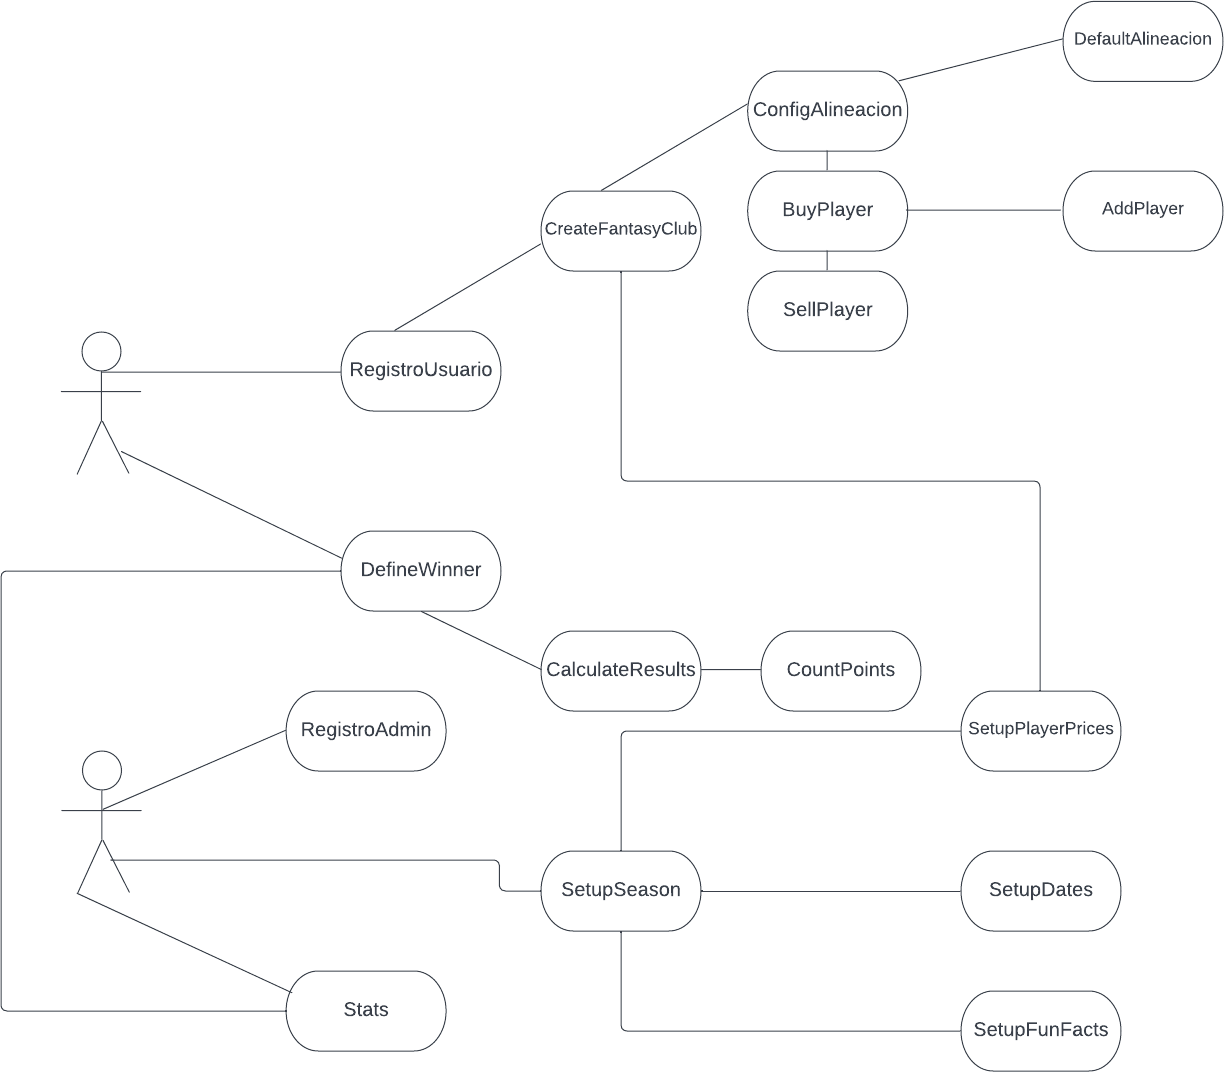 DefaultAlineacion
ConfigAlineacion
BuyPlayer
AddPlayer
CreateFantasyClub
SellPlayer
RegistroUsuario
DefineWinner
CalculateResults
CountPoints
RegistroAdmin
SetupPlayerPrices
SetupSeason
SetupDates
Stats
SetupFunFacts